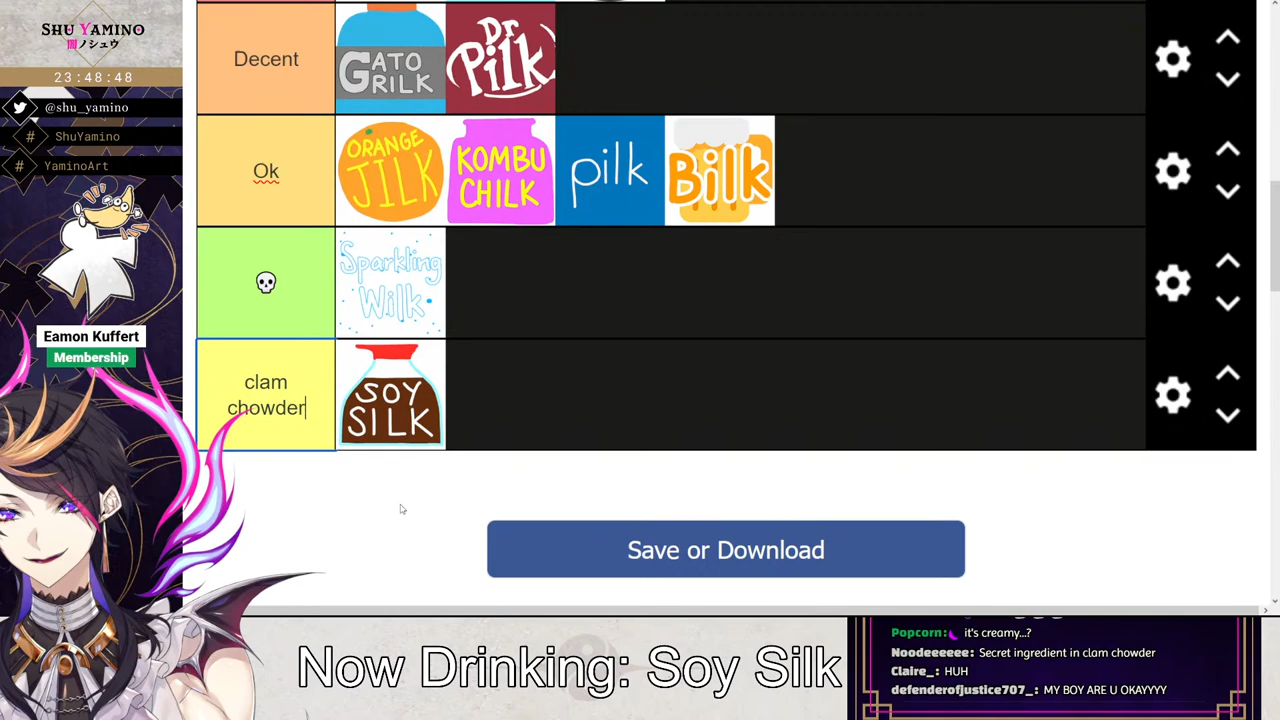 SHU YAMINO
闇ノシュウ
23:48:48
@shu_yamino
# ShuYamino
# YaminoArt
Eamon Kuffert
Membership
Decent
GATO
RILK
Dr
Pilk
Ok
ORANGE
JILK
KOMBU
CHILK
pilk
Bilk
💀
Sparkling
Wilk
clam
chowder
SOY
SILK
Save or Download
Now Drinking: Soy Silk
Popcorn: it's creamy...?
Noodeeeeee: Secret ingredient in clam chowder
Claire_: HUH
defenderofjustice707_: MY BOY ARE U OKAYYYY